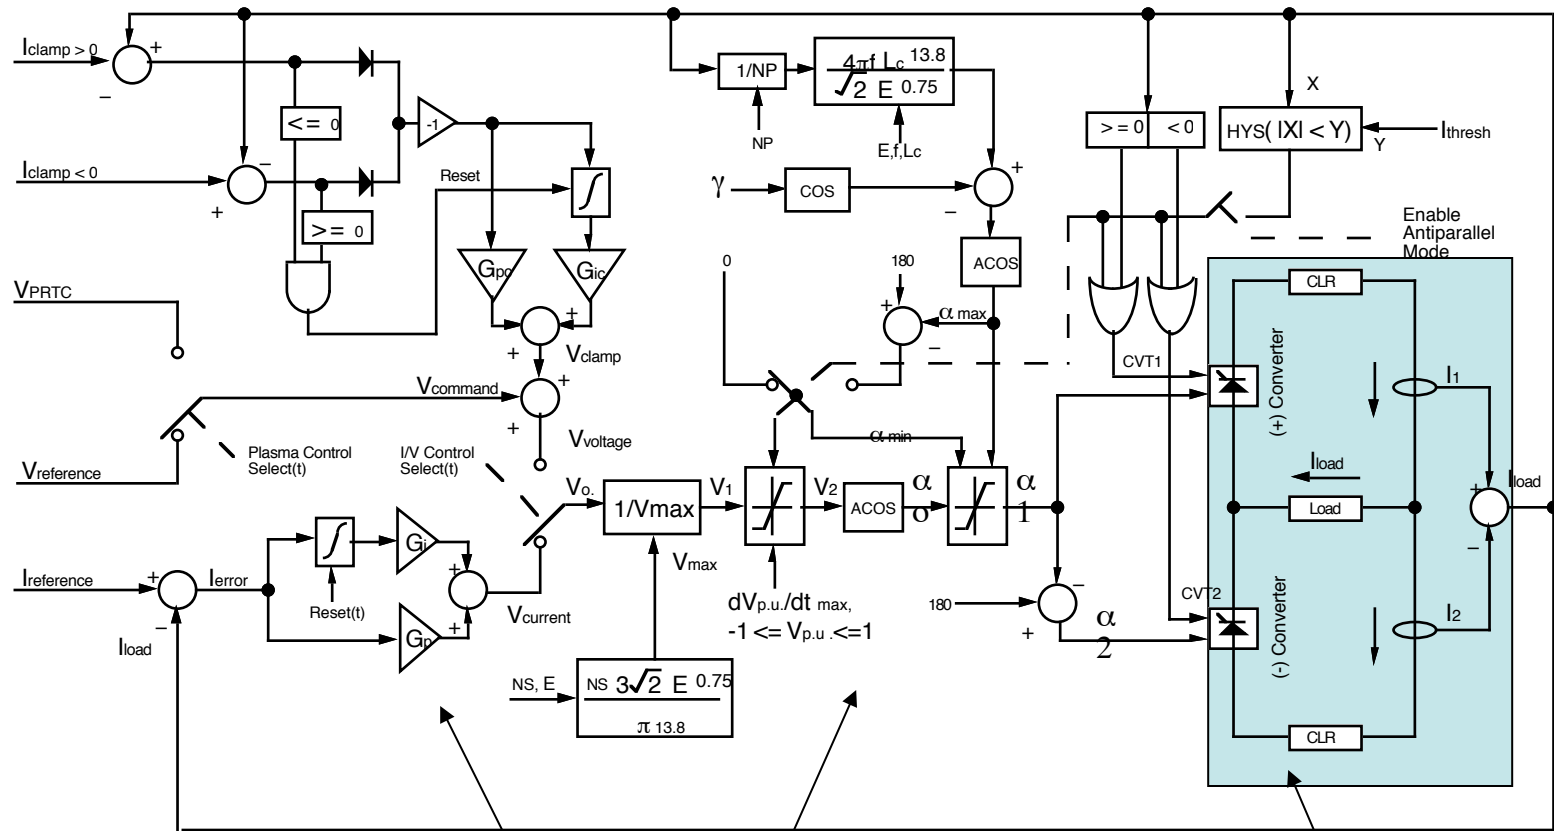 Iclamp > 0
+
−
<= 0
-1
1/NP
NP
4πf Lc 13.8
√2 E 0.75
E,f,Lc
X
>= 0
< 0
HYS( |X| < Y)
Y
Ithresh
Iclamp < 0
−
+
Reset
∫
>= 0
γ
COS
+
−
Enable
Antiparallel
Mode
Gpc
Gic
0
180
ACOS
VPRTC
+
+
Vclamp
+
−
α max
CLR
CVT1
(+) Converter
I1
Vcommand
+
+
Vvoltage
Plasma Control
Select(t)
I/V Control
Select(t)
α min
Vreference
Vo.
1/Vmax
V1
V2
ACOS
α
o
α
1
Iload
Load
+
−
Iload
Vmax
Ireference
+
−
Ierror
∫
Gi
Reset(t)
Gp
+
+
Vcurrent
Iload
dVp.u./dt max,
-1 <= Vp.u .<=1
180
−
+
α
2
CVT2
(-) Converter
I2
NS, E
NS 3√2 E 0.75
π 13.8
CLR